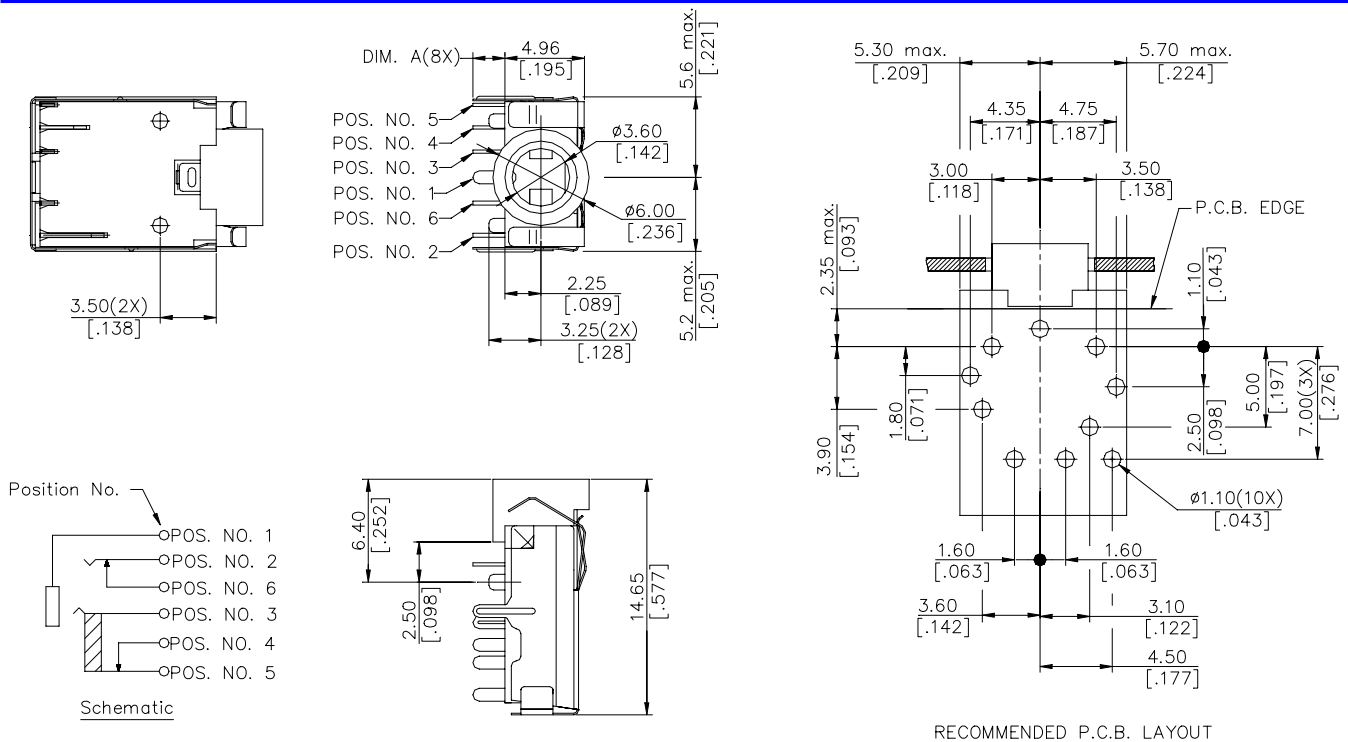 DIM. A(8X)
4.96
[.195]
5.6 max.
[.221]
POS. NO. 5
POS. NO. 4
POS. NO. 3
POS. NO. 1
POS. NO. 6
POS. NO. 2
ø3.60
[.142]
ø6.00
[.236]
2.25
[.089]
3.25(2X)
[.128]
5.2 max.
[.205]
3.50(2X)
[.138]
5.30 max.
[.209]
5.70 max.
[.224]
4.35
[.171]
4.75
[.187]
3.00
[.118]
3.50
[.138]
P.C.B. EDGE
2.35 max.
[.093]
1.10
[.043]
1.80
[.071]
3.90
[.154]
2.50
[.098]
5.00
[.197]
7.00(3X)
[.276]
ø1.10(10X)
[.043]
1.60
[.063]
1.60
[.063]
3.60
[.142]
3.10
[.122]
4.50
[.177]
RECOMMENDED P.C.B. LAYOUT
Position No.
POS. NO. 1
POS. NO. 2
POS. NO. 6
POS. NO. 3
POS. NO. 4
POS. NO. 5
Schematic
6.40
[.252]
2.50
[.098]
14.65
[.577]